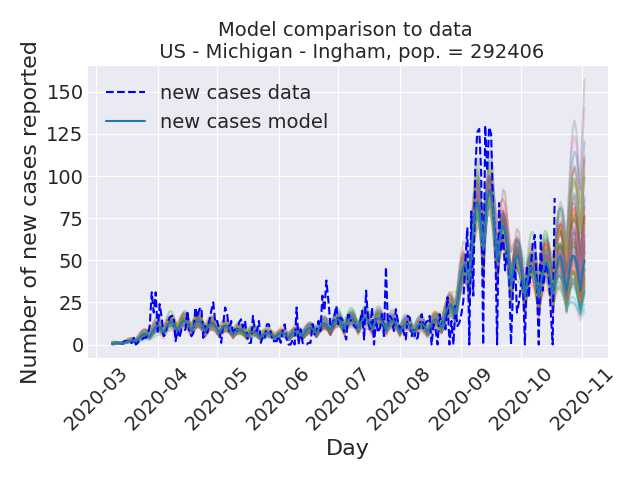 Model comparison to data
US - Michigan - Ingham, pop. = 292406
Number of new cases reported
150
125
100
75
50
25
0
new cases data
new cases model
2020-03
2020-04
2020-05
2020-06
2020-07
2020-08
2020-09
2020-10
2020-11
Day